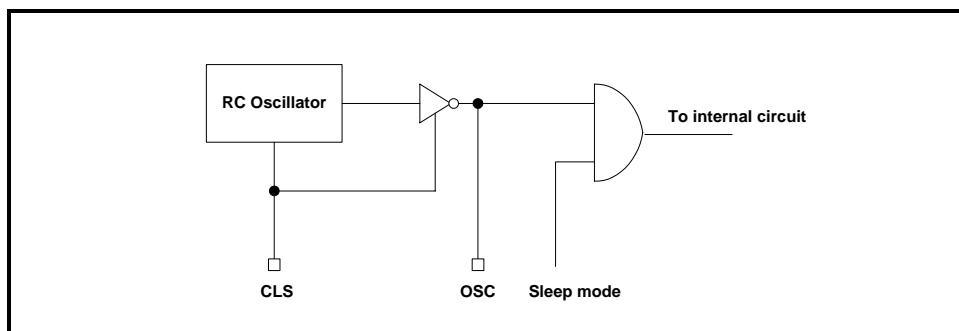 RC Oscillator
To internal circuit
CLS
OSC
Sleep mode